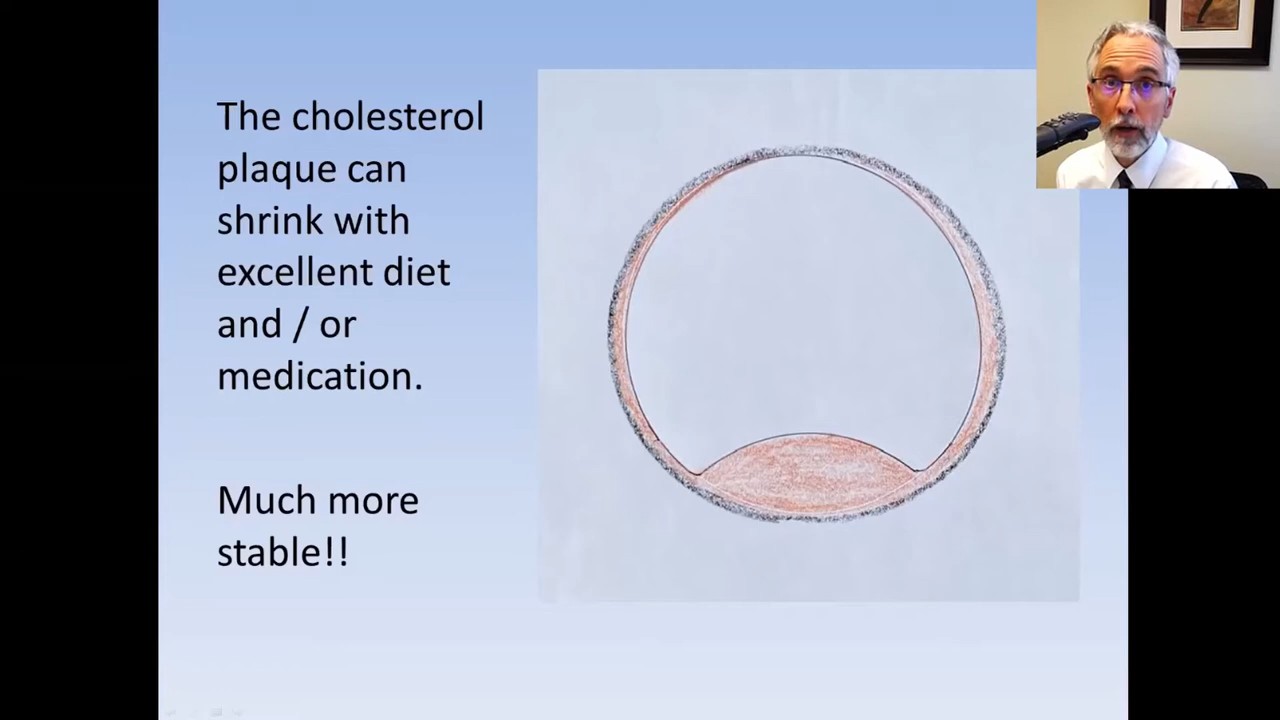 The cholesterol
plaque can
shrink with
excellent diet
and / or
medication.
Much more
stable!!